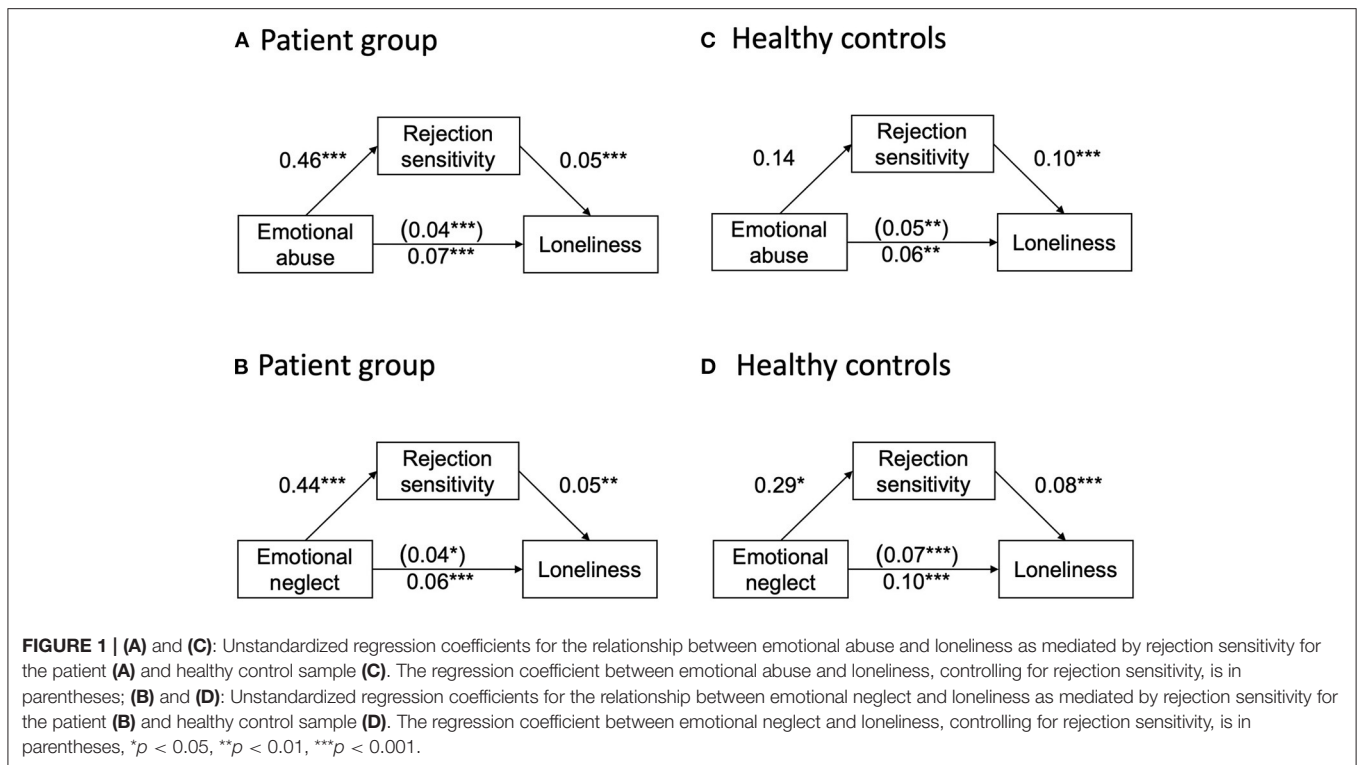 A Patient group
Rejection
sensitivity
0.46***
0.05***
Emotional
abuse
(0.04***)
0.07***
Loneliness
C Healthy controls
Rejection
sensitivity
0.14
0.10***
Emotional
abuse
(0.05**)
0.06**
Loneliness
B Patient group
Rejection
sensitivity
0.44***
0.05**
Emotional
neglect
(0.04*)
0.06***
Loneliness
D Healthy controls
Rejection
sensitivity
0.29*
0.08***
Emotional
neglect
(0.07***)
0.10***
Loneliness
FIGURE 1 | (A) and (C): Unstandardized regression coefficients for the relationship between emotional abuse and loneliness as mediated by rejection sensitivity for
the patient (A) and healthy control sample (C). The regression coefficient between emotional abuse and loneliness, controlling for rejection sensitivity, is in
parentheses; (B) and (D): Unstandardized regression coefficients for the relationship between emotional neglect and loneliness as mediated by rejection sensitivity for
the patient (B) and healthy control sample (D). The regression coefficient between emotional neglect and loneliness, controlling for rejection sensitivity, is in
parentheses, *p < 0.05, **p < 0.01, ***p < 0.001.